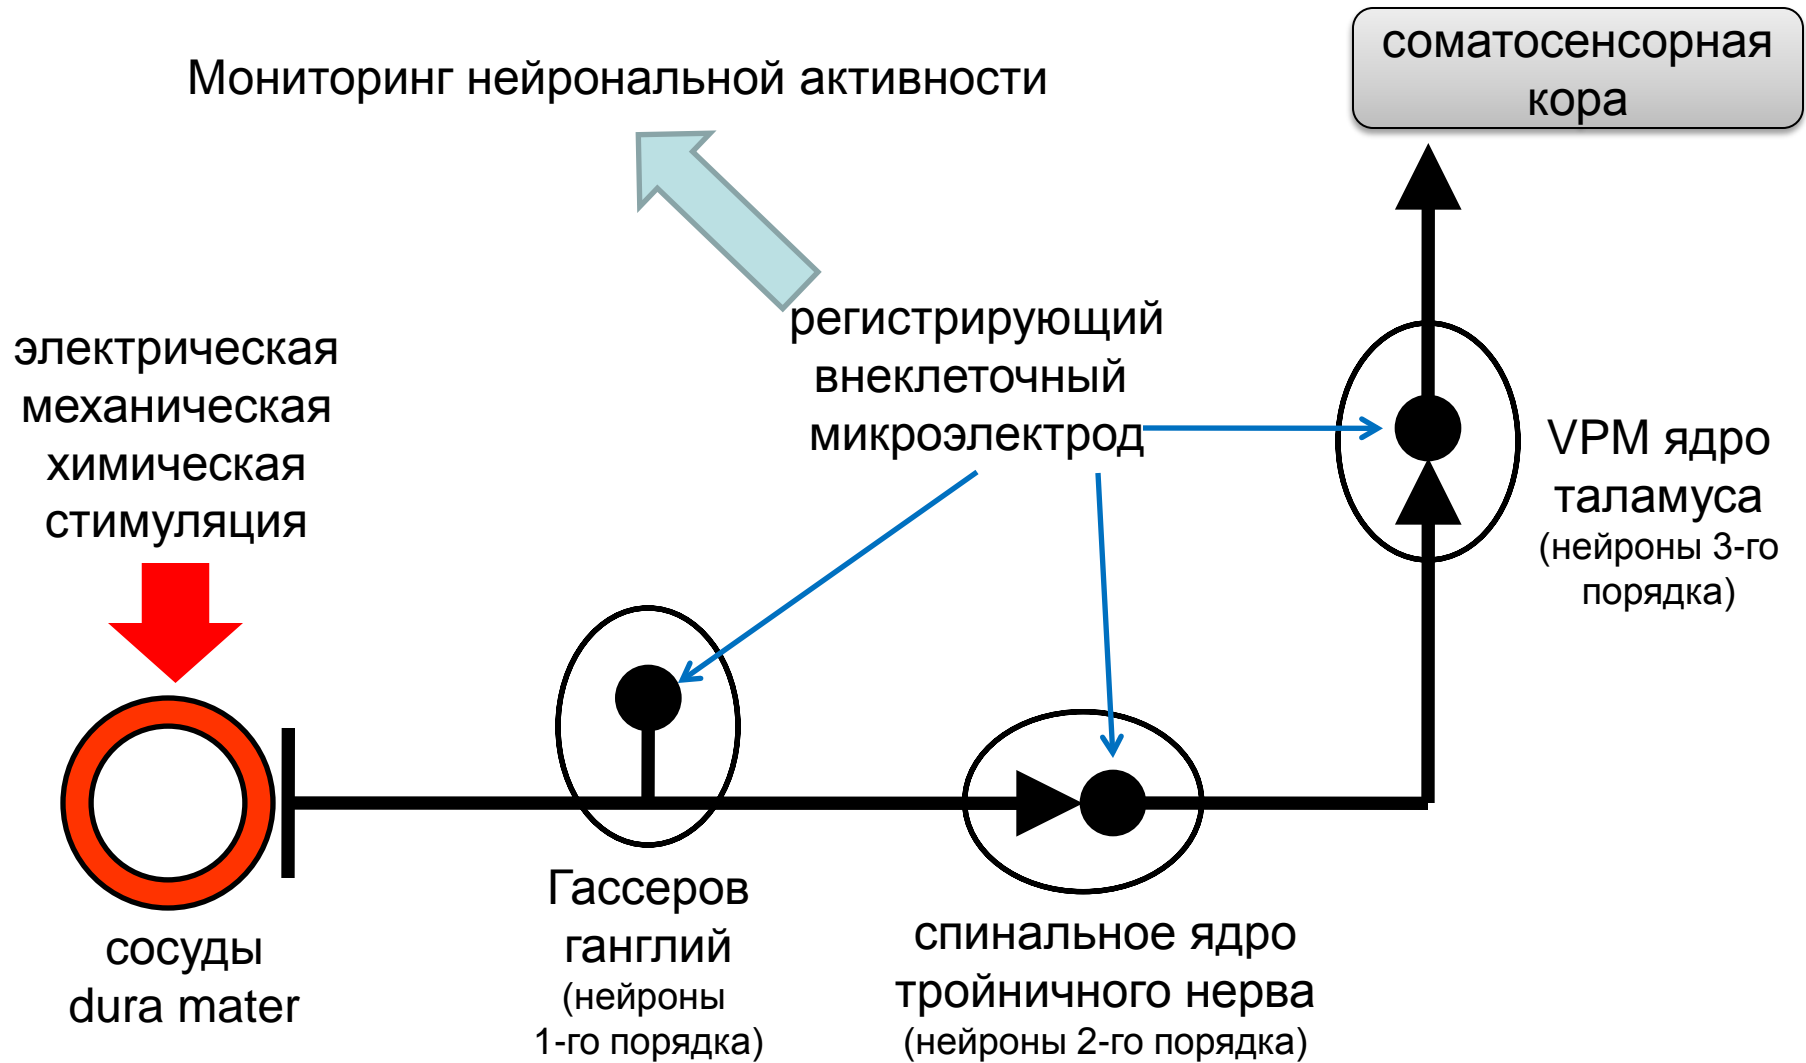 Мониторинг нейрональной активности
соматосенсорная
кора
регистрирующий
внеклеточный
микроэлектрод
электрическая
механическая
химическая
стимуляция
VPM ядро
таламуса
(нейроны 3-го
порядка)
сосуды
dura mater
Гассеров
ганглий
(нейроны
1-го порядка)
спинальное ядро
тройничного нерва
(нейроны 2-го порядка)